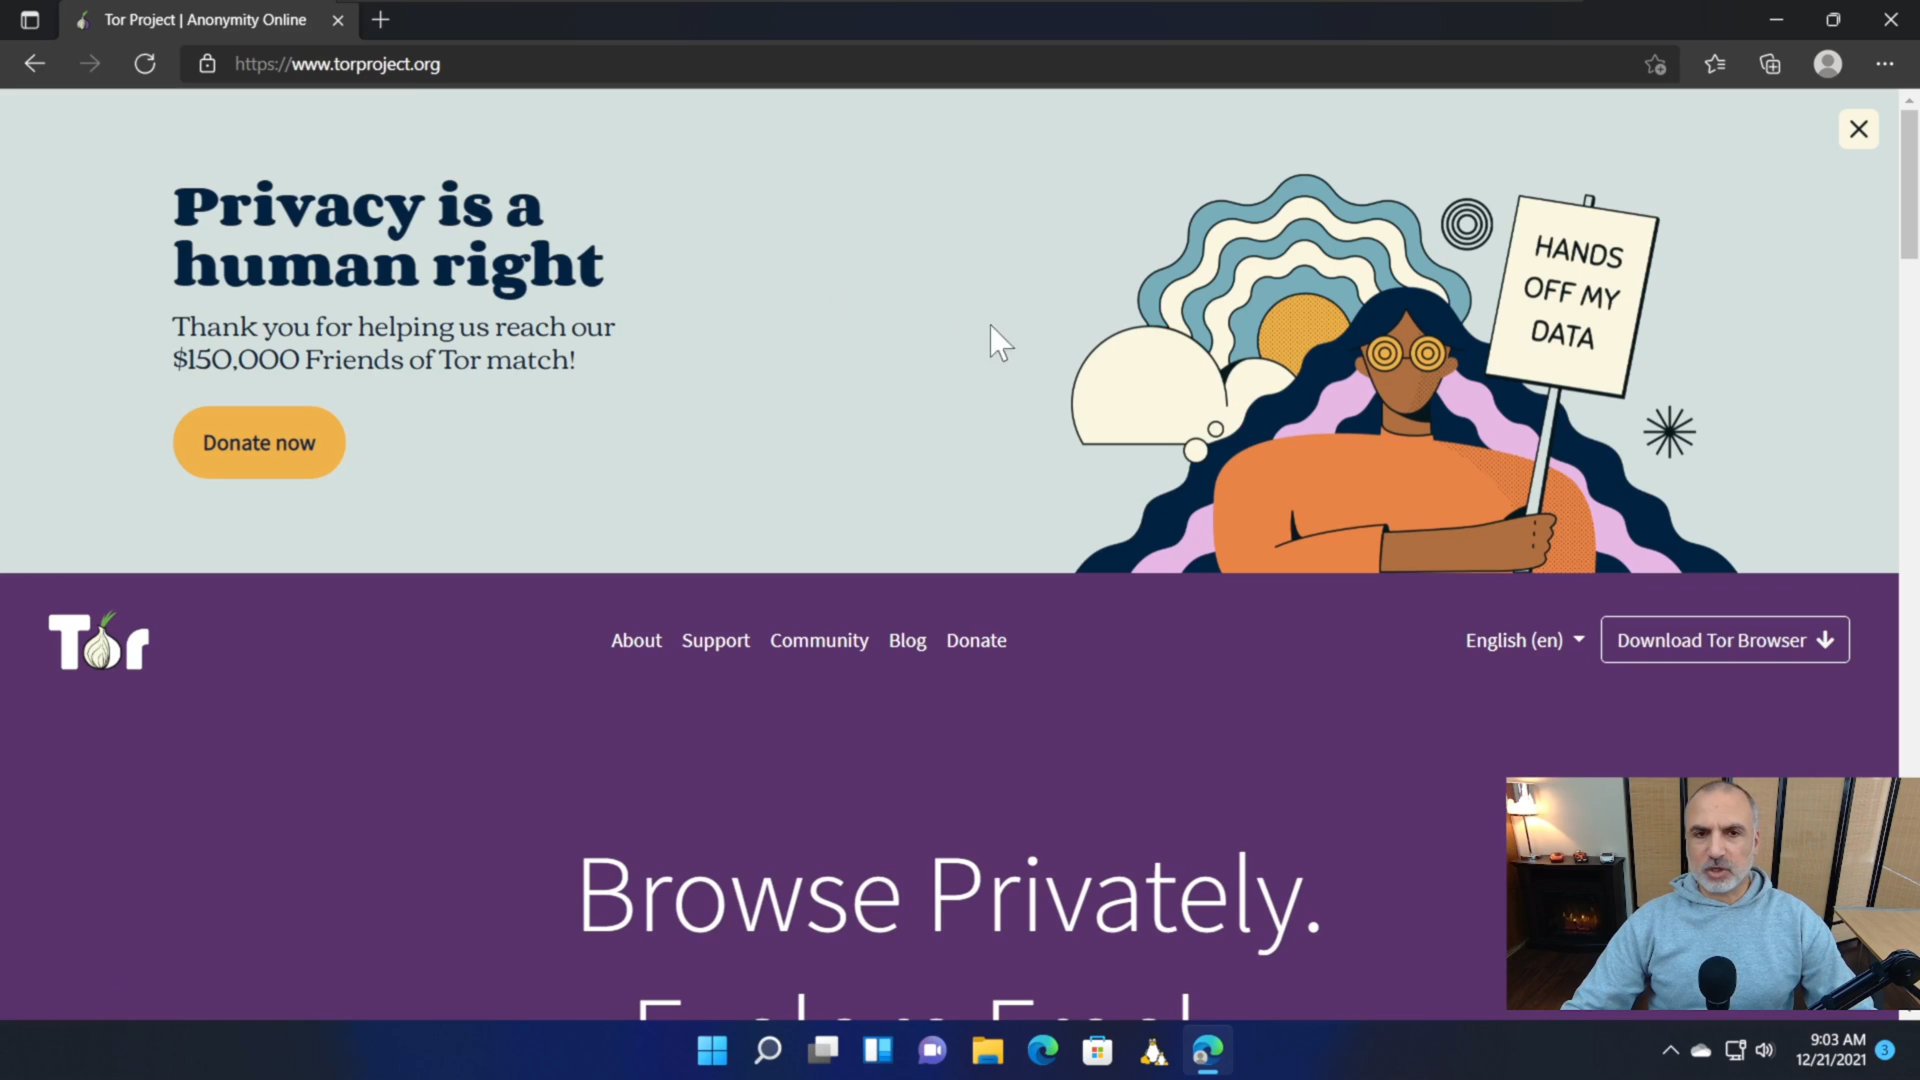 Tor Project | Anonymity Online
https://www.torproject.org
Privacy is a
human right
Thank you for helping us reach our
$150,000 Friends of Tor match!
Donate now
HANDS
OFF MY
DATA
Tor
About Support Community Blog Donate
English (en)
Download Tor Browser
Browse Privately.
9:03 AM
12/21/2021
3